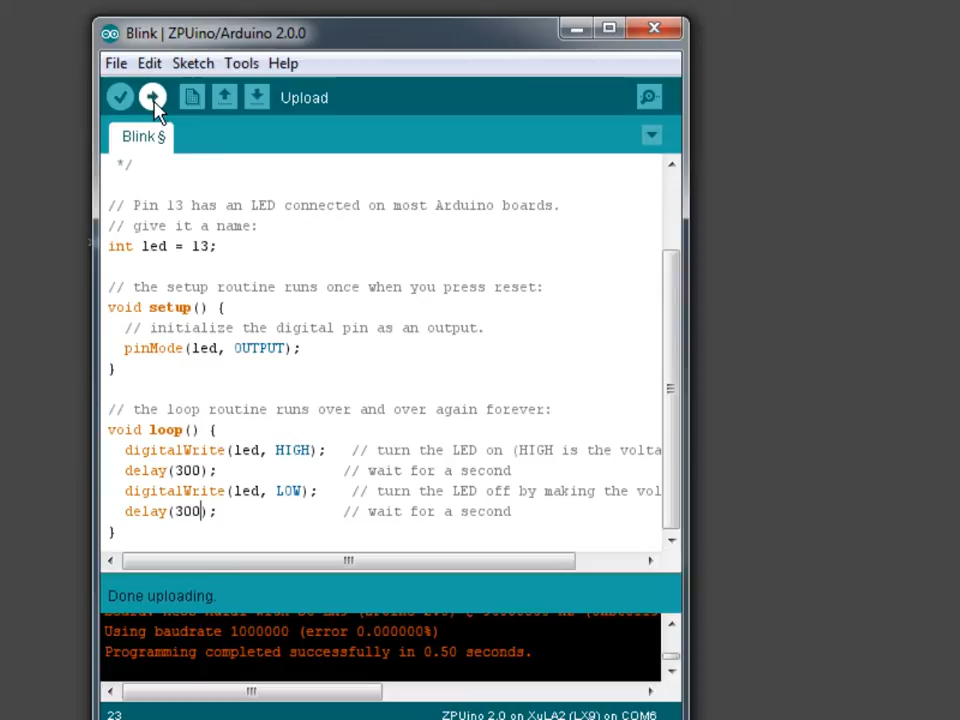 Blink | ZPUino/Arduino 2.0.0
File Edit Sketch Tools Help
Upload
Blink §
*/
// Pin 13 has an LED connected on most Arduino boards.
// give it a name:
int led = 13;
// the setup routine runs once when you press reset:
void setup() {
// initialize the digital pin as an output.
pinMode(led, OUTPUT);
}
// the loop routine runs over and over again forever:
void loop() {
digitalWrite(led, HIGH); // turn the LED on (HIGH is the volta
delay(300); // wait for a second
digitalWrite(led, LOW); // turn the LED off by making the vol
delay(300); // wait for a second
}
Done uploading.
Using baudrate 1000000 (error 0.000000%)
Programming completed successfully in 0.50 seconds.
23 ZPUino 2.0 on XuLA2 (LX9) on COM6